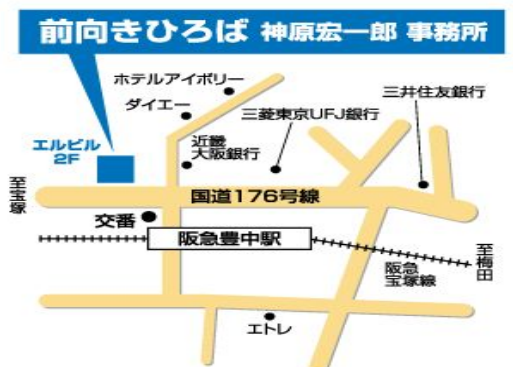 前向きひろば 神原宏一郎 事務所
ホテルアイボリー
ダイエー
三井住友銀行
三菱東京UFJ銀行
エルビル
2F
近畿
大阪銀行
至宝塚
国道176号線
交番
阪急豊中駅
至梅田
阪急
宝塚線
エトレ